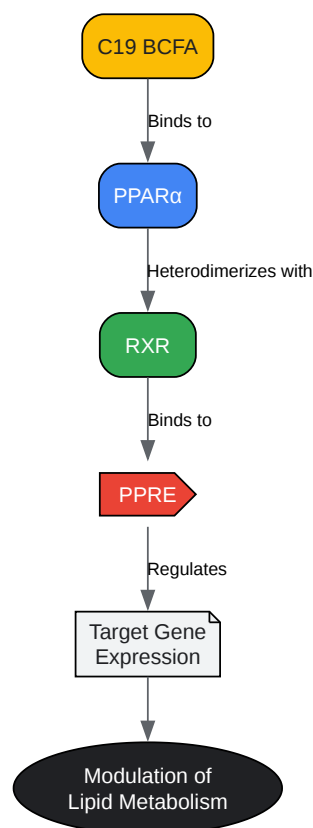 C19 BCFA
Binds to
PPARα
Heterodimerizes with
RXR
Binds to
PPRE
Regulates
Target Gene
Expression
Modulation of
Lipid Metabolism